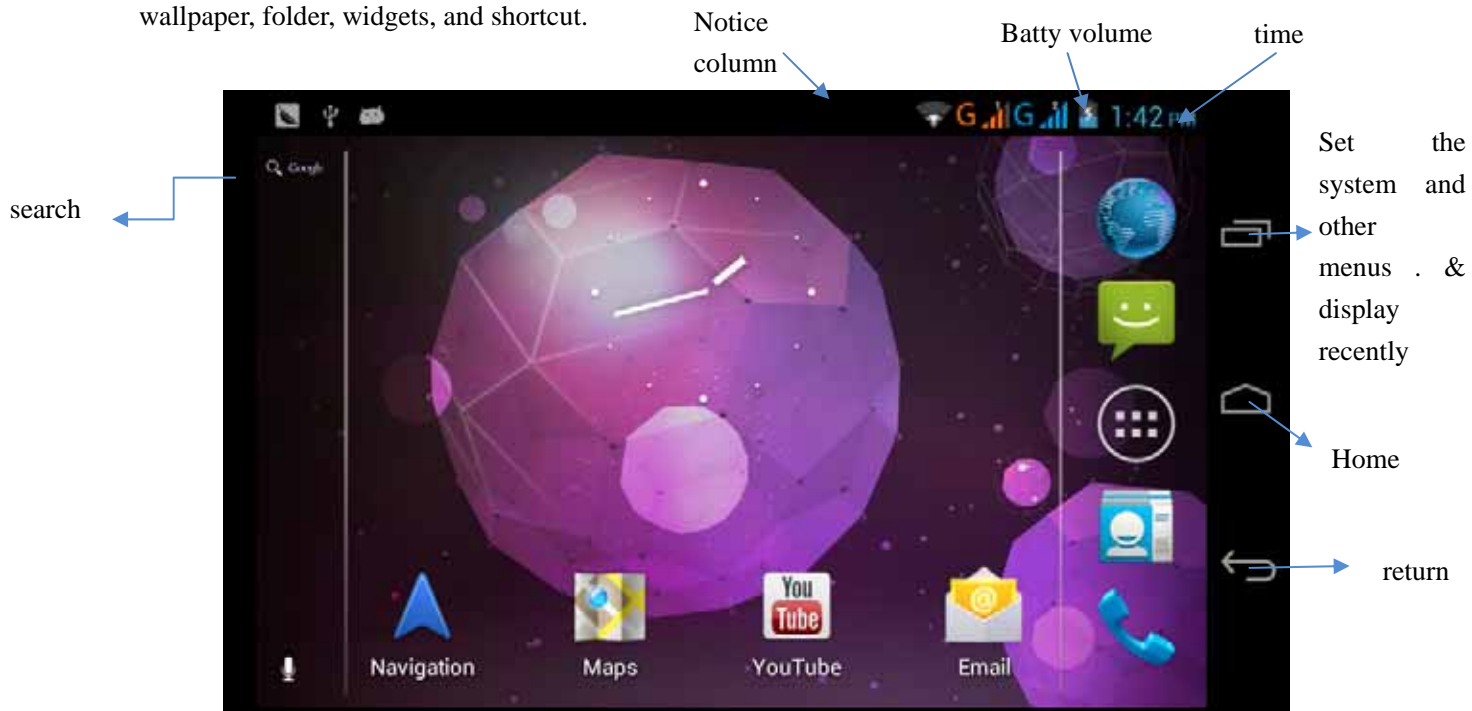 wallpaper, folder, widgets, and shortcut.
Notice
column
Batty volume
time
G G 1:42 PM
Google
search
Set the
system and
other
menus . &
display
recently
Home
return
You
Tube
Navigation
Maps
YouTube
Email